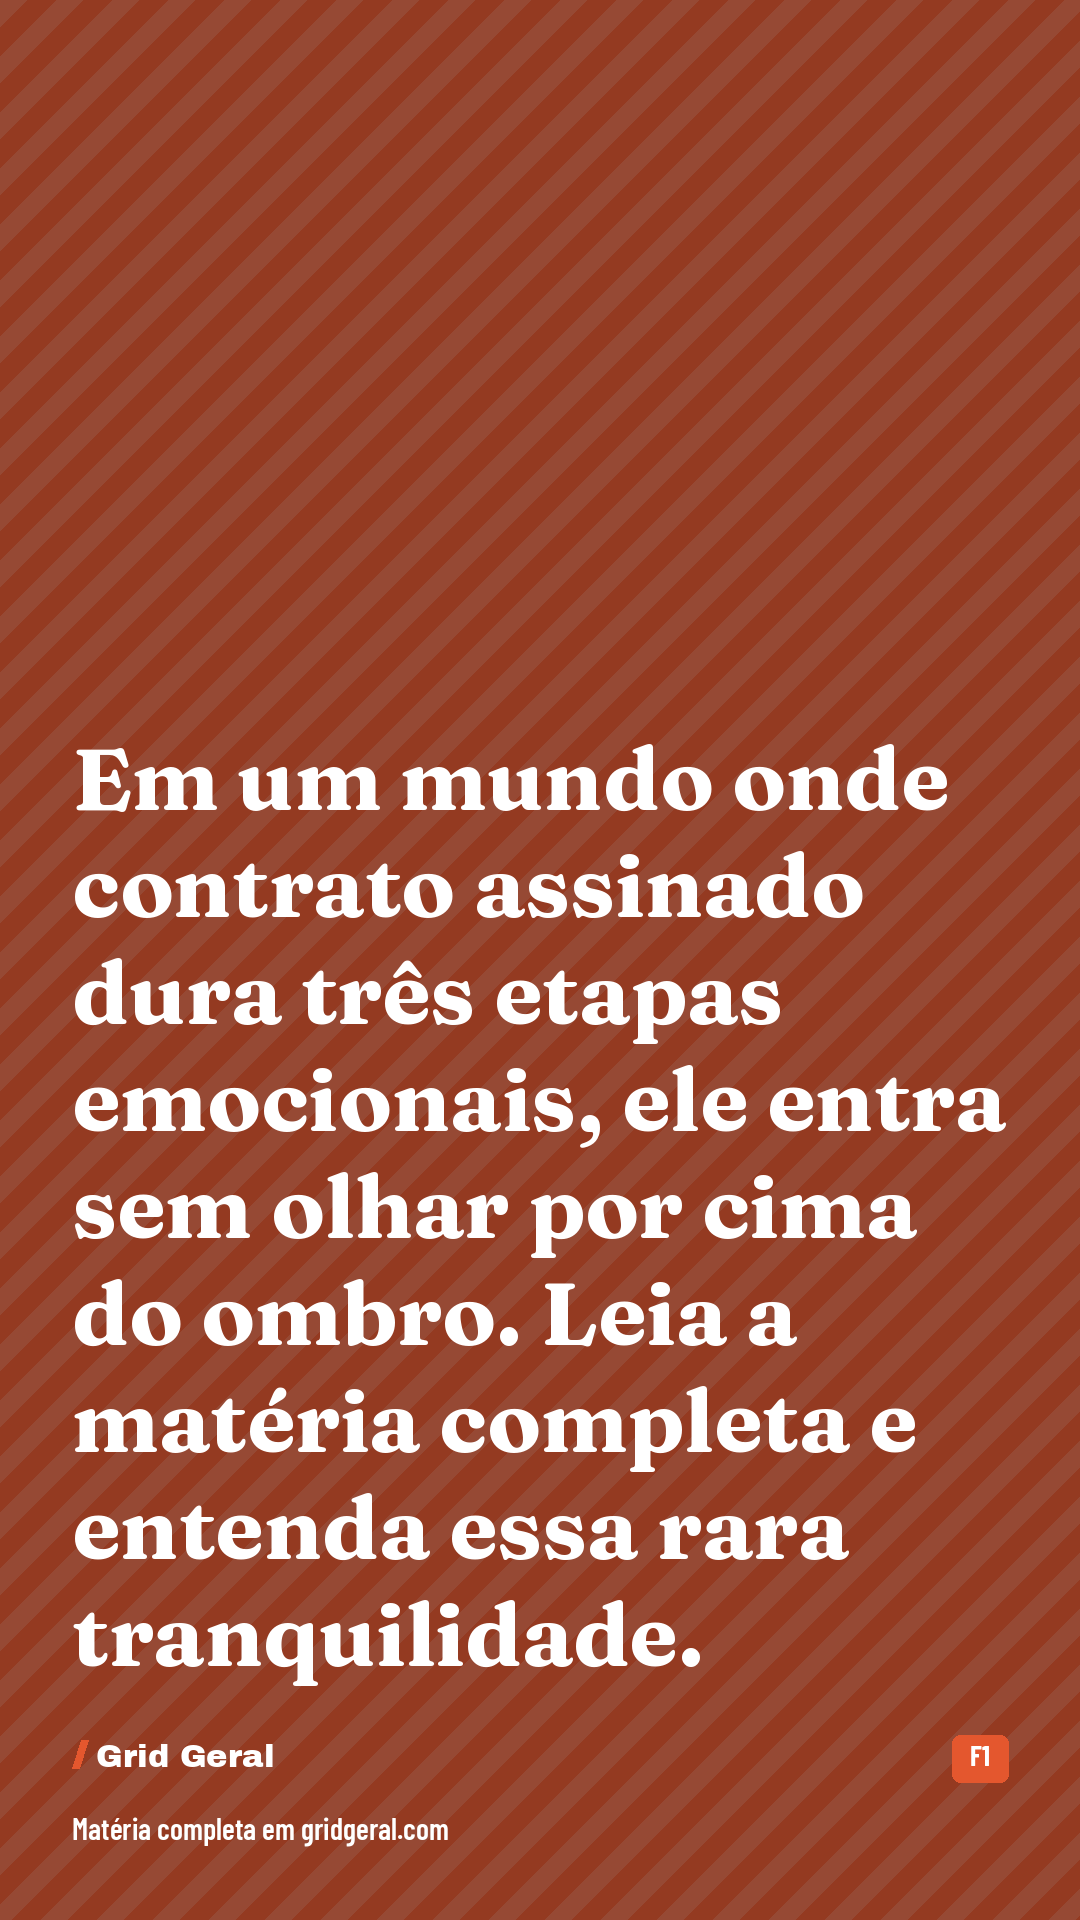 Em um mundo onde
contrato assinado
dura três etapas
emocionais, ele entra
sem olhar por cima
do ombro. Leia a
matéria completa e
entenda essa rara
tranquilidade.
/ Grid Geral
F1
Matéria completa em gridgeral.com